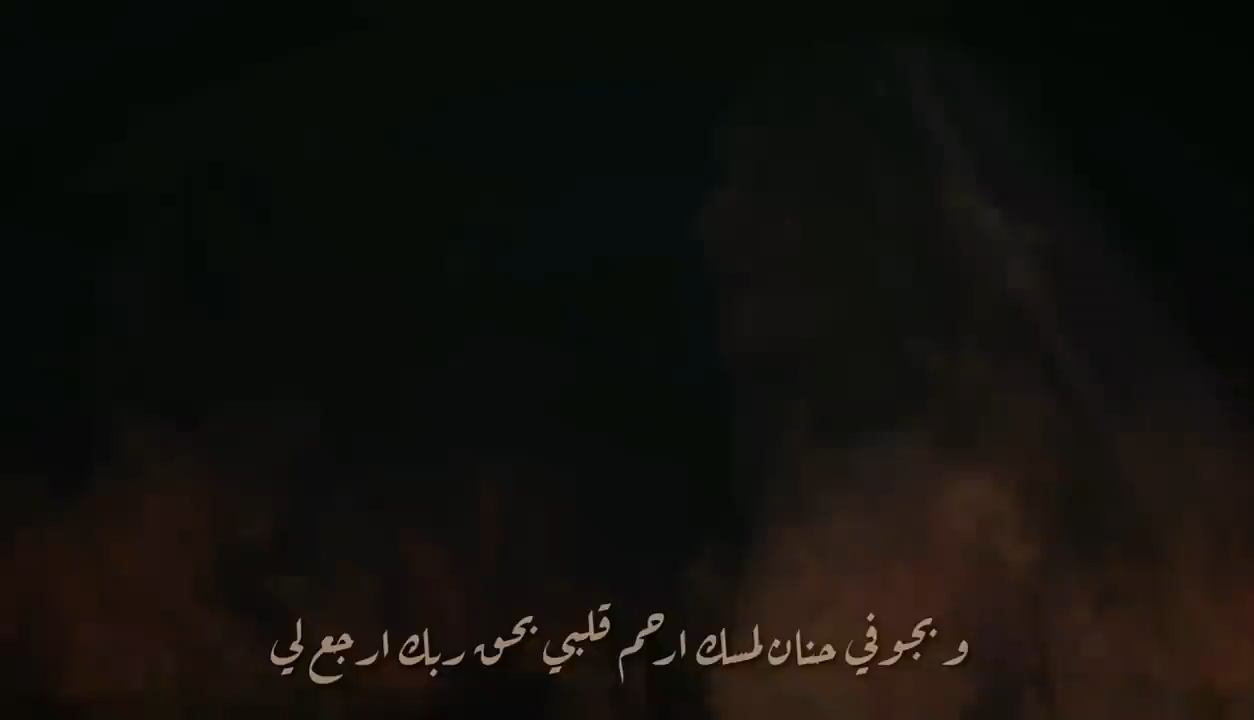 و بجوفي حنان لمسك ارحم قلبي بحق ربك ارجع لي